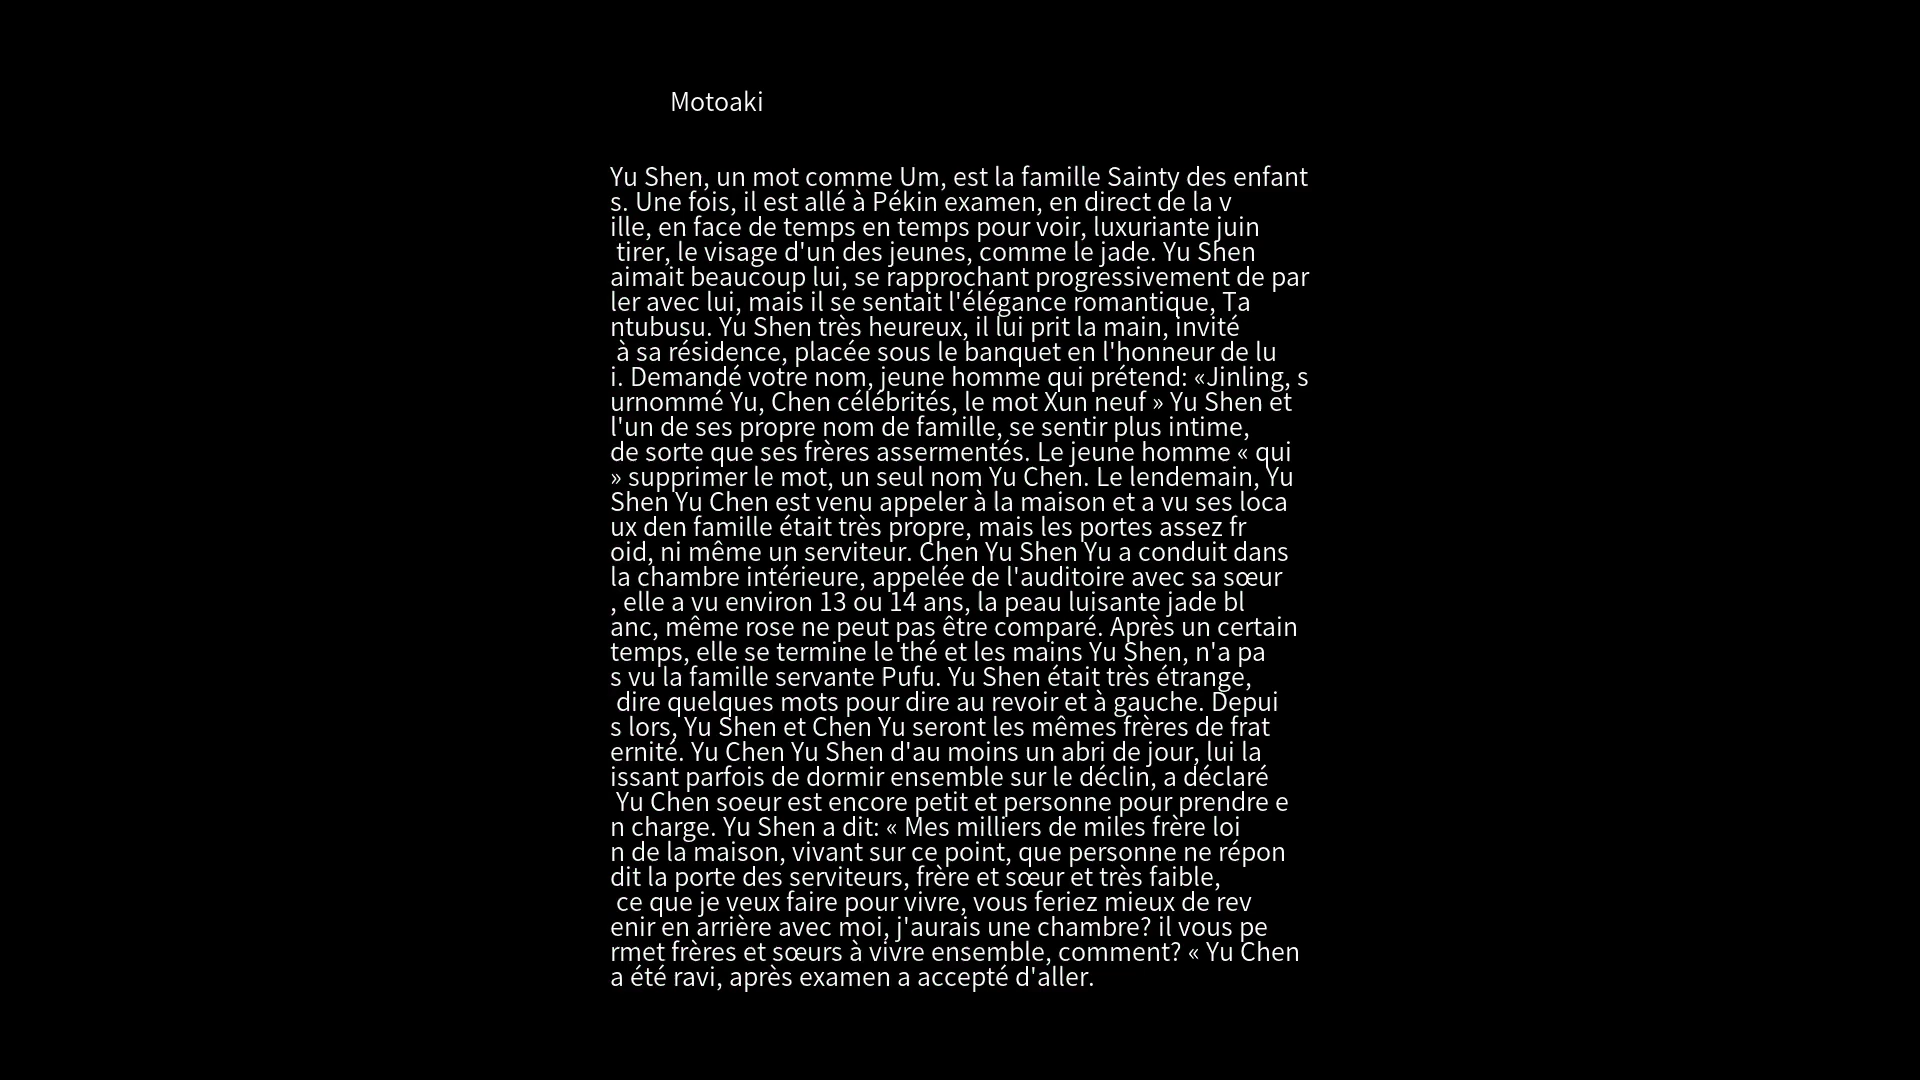 Motoaki
Yu Shen, un mot comme Um, est la famille Sainty des enfant
s. Une fois, il est allé à Pékin examen, en direct de la v
ille, en face de temps en temps pour voir, luxuriante juin
tirer, le visage d'un des jeunes, comme le jade. Yu Shen
aimait beaucoup lui, se rapprochant progressivement de par
ler avec lui, mais il se sentait l'élégance romantique, Ta
ntubusu. Yu Shen très heureux, il lui prit la main, invité
à sa résidence, placée sous le banquet en l'honneur de lu
i. Demandé votre nom, jeune homme qui prétend: «Jinling, s
urnommé Yu, Chen célébrités, le mot Xun neuf » Yu Shen et
l'un de ses propre nom de famille, se sentir plus intime,
de sorte que ses frères assermentés. Le jeune homme « qui
» supprimer le mot, un seul nom Yu Chen. Le lendemain, Yu
Shen Yu Chen est venu appeler à la maison et a vu ses loca
ux den famille était très propre, mais les portes assez fr
oid, ni même un serviteur. Chen Yu Shen Yu a conduit dans
la chambre intérieure, appelée de l'auditoire avec sa sœur
, elle a vu environ 13 ou 14 ans, la peau luisante jade bl
anc, même rose ne peut pas être comparé. Après un certain
temps, elle se termine le thé et les mains Yu Shen, n'a pa
s vu la famille servante Pufu. Yu Shen était très étrange,
dire quelques mots pour dire au revoir et à gauche. Depui
s lors, Yu Shen et Chen Yu seront les mêmes frères de frat
ernité. Yu Chen Yu Shen d'au moins un abri de jour, lui la
issant parfois de dormir ensemble sur le déclin, a déclaré
Yu Chen soeur est encore petit et personne pour prendre e
n charge. Yu Shen a dit: « Mes milliers de miles frère loi
n de la maison, vivant sur ce point, que personne ne répon
dit la porte des serviteurs, frère et sœur et très faible,
ce que je veux faire pour vivre, vous feriez mieux de rev
enir en arrière avec moi, j'aurais une chambre? il vous pe
rmet frères et sœurs à vivre ensemble, comment? « Yu Chen
a été ravi, après examen a accepté d'aller.